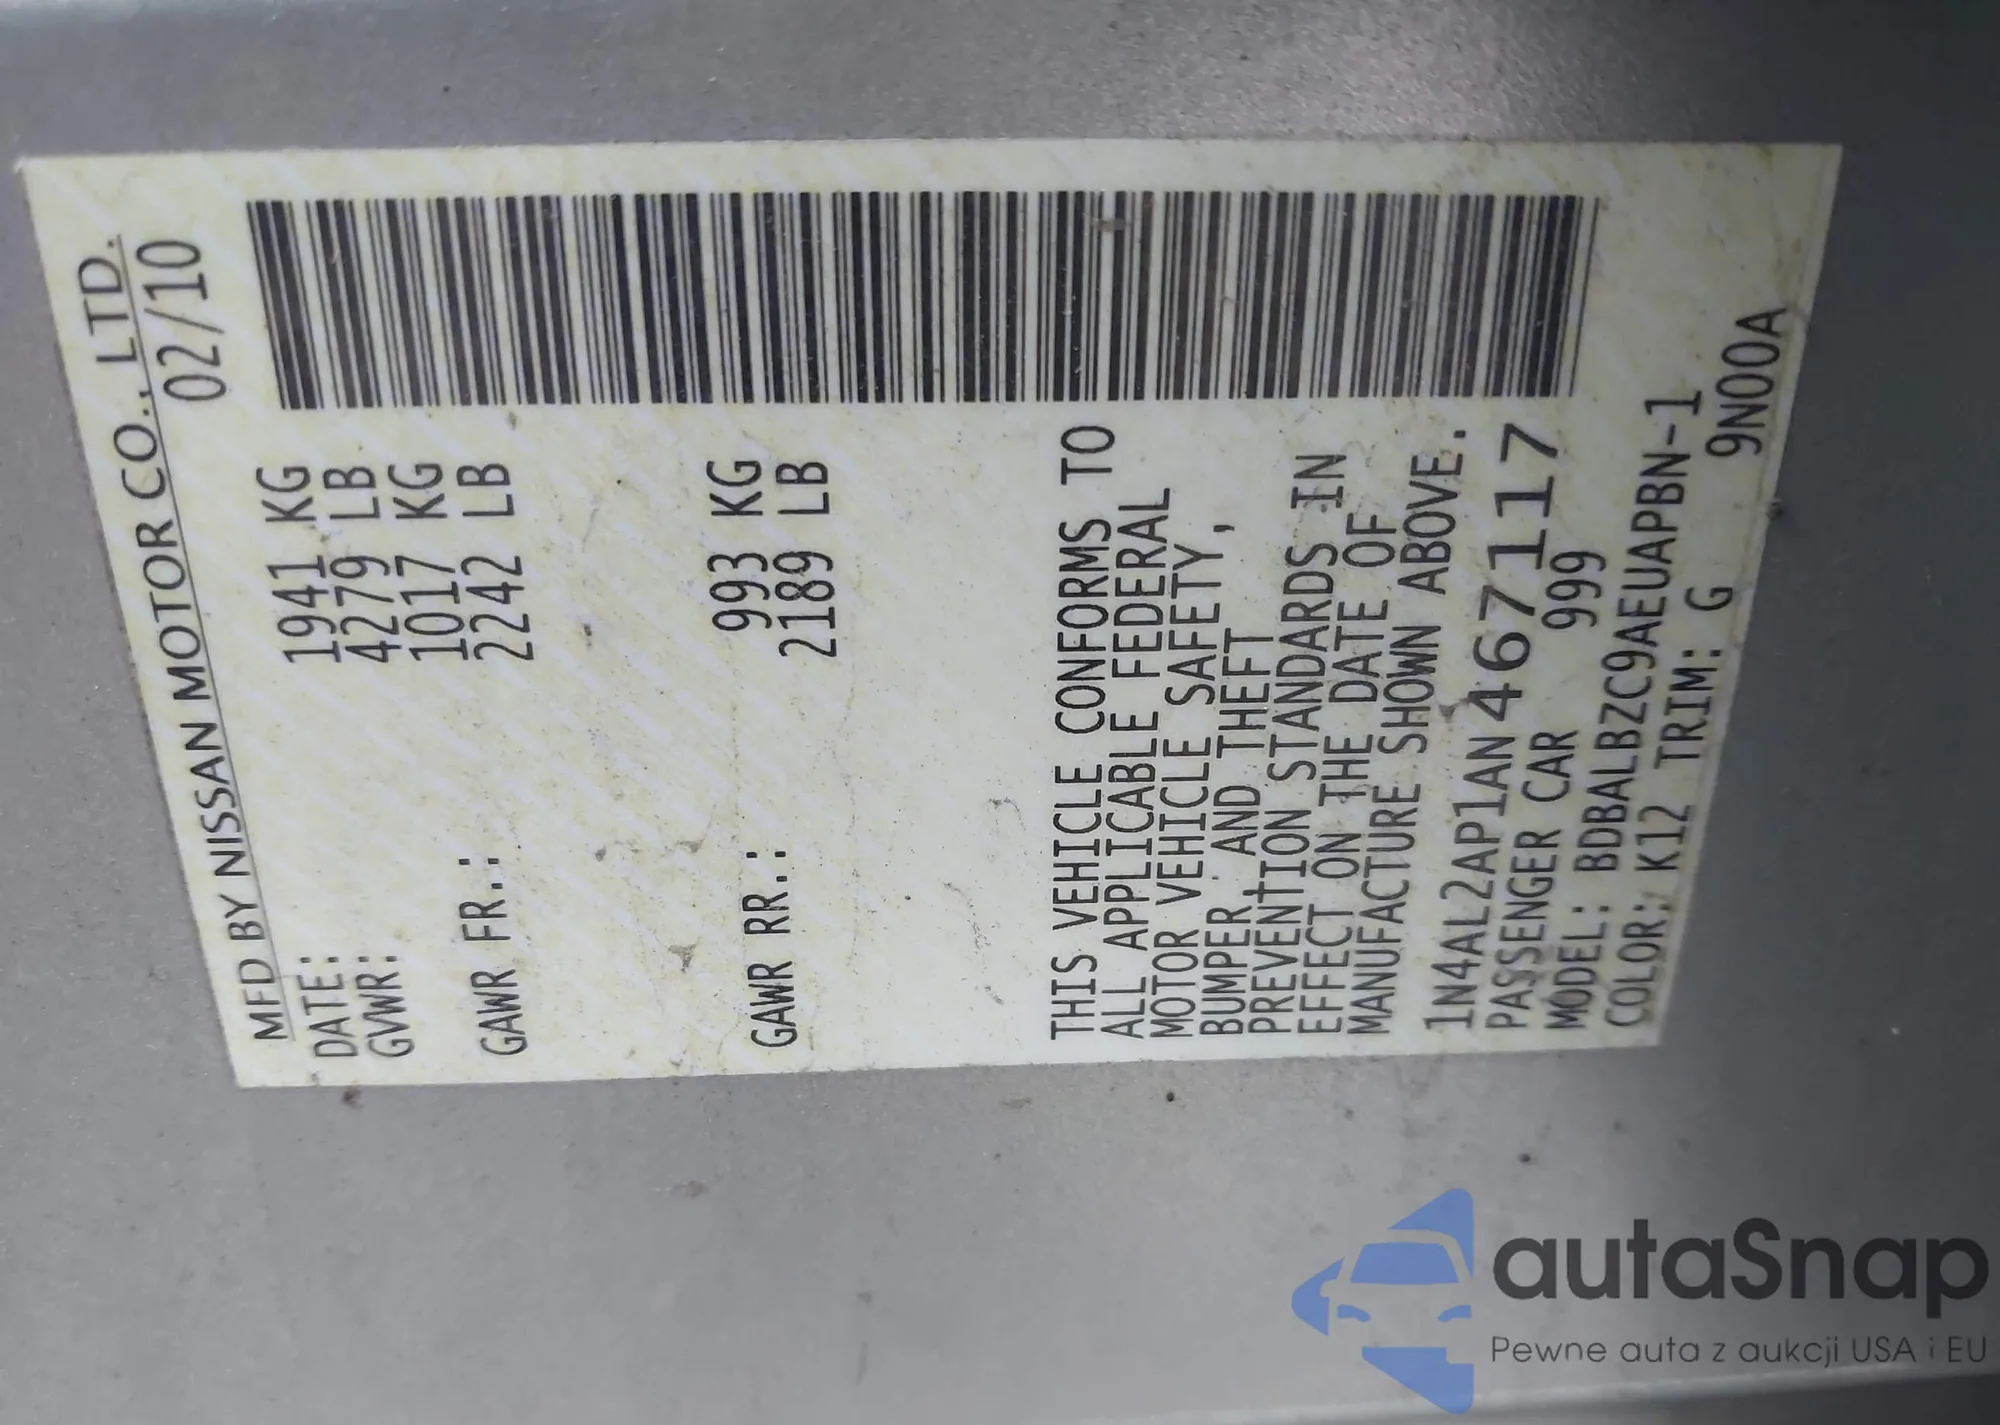 MFD BY NISSAN MOTOR CO., LTD.
DATE: 02/10
GVWR: 1941 KG
4279 LB
GAWR FR.: 1017 KG
2242 LB
GAWR RR.: 993 KG
2189 LB
THIS VEHICLE CONFORMS TO
ALL APPLICABLE FEDERAL
MOTOR VEHICLE SAFETY,
BUMPER, AND THEFT
PREVENTION STANDARDS IN
EFFECT ON THE DATE OF
MANUFACTURE SHOWN ABOVE.
1N4AL2AP1AN467117
PASSENGER CAR 999
MODEL: BDBALBZC9AEUAPBN-1
COLOR: K12 TRIM: G 9N00A
autaSnap
Pewne auta z aukcji USA i EU